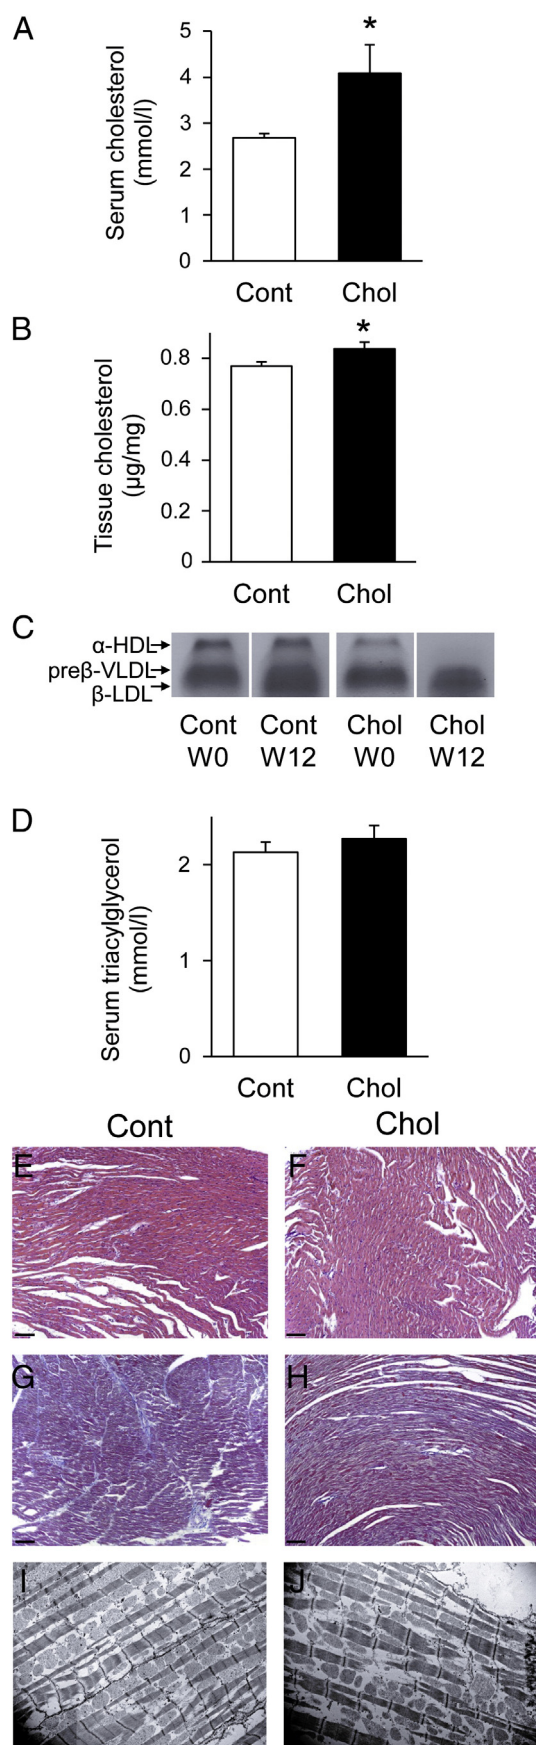 A
Serum cholesterol
(mmol/l)
5
4
3
2
1
0
*
Cont
Chol
B
Tissue cholesterol
(µg/mg)
0.8
0.6
0.4
0.2
0
*
Cont
Chol
C
α-HDL
preβ-VLDL
β-LDL
Cont
W0
Cont
W12
Chol
W0
Chol
W12
D
Serum triacylglycerol
(mmol/l)
2
1
0
Cont
Chol
Cont
Chol
E
F
G
H
I
J